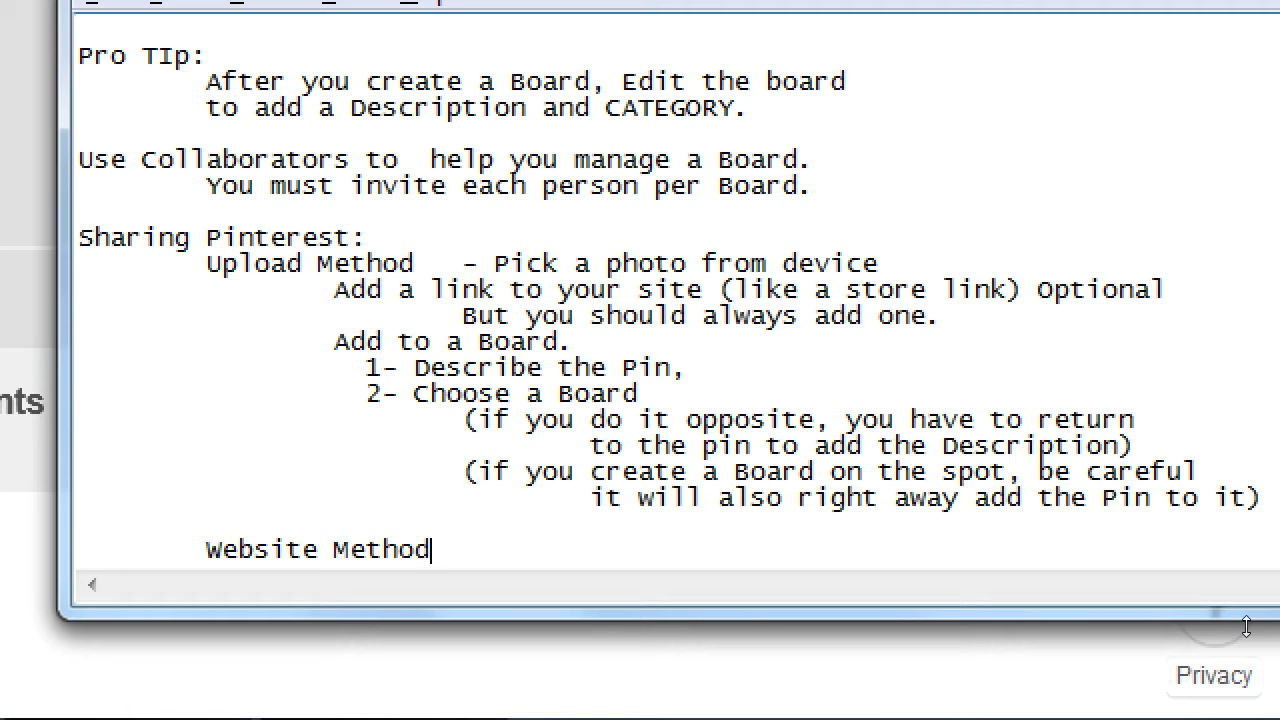 Pro TIp:
After you create a Board, Edit the board
to add a Description and CATEGORY.
Use Collaborators to  help you manage a Board.
You must invite each person per Board.
Sharing Pinterest:
Upload Method   - Pick a photo from device
Add a link to your site (like a store link) Optional
But you should always add one.
Add to a Board.
1- Describe the Pin,
2- Choose a Board
(if you do it opposite, you have to return
to the pin to add the Description)
(if you create a Board on the spot, be careful
it will also right away add the Pin to it)
Website Method
nts
Privacy